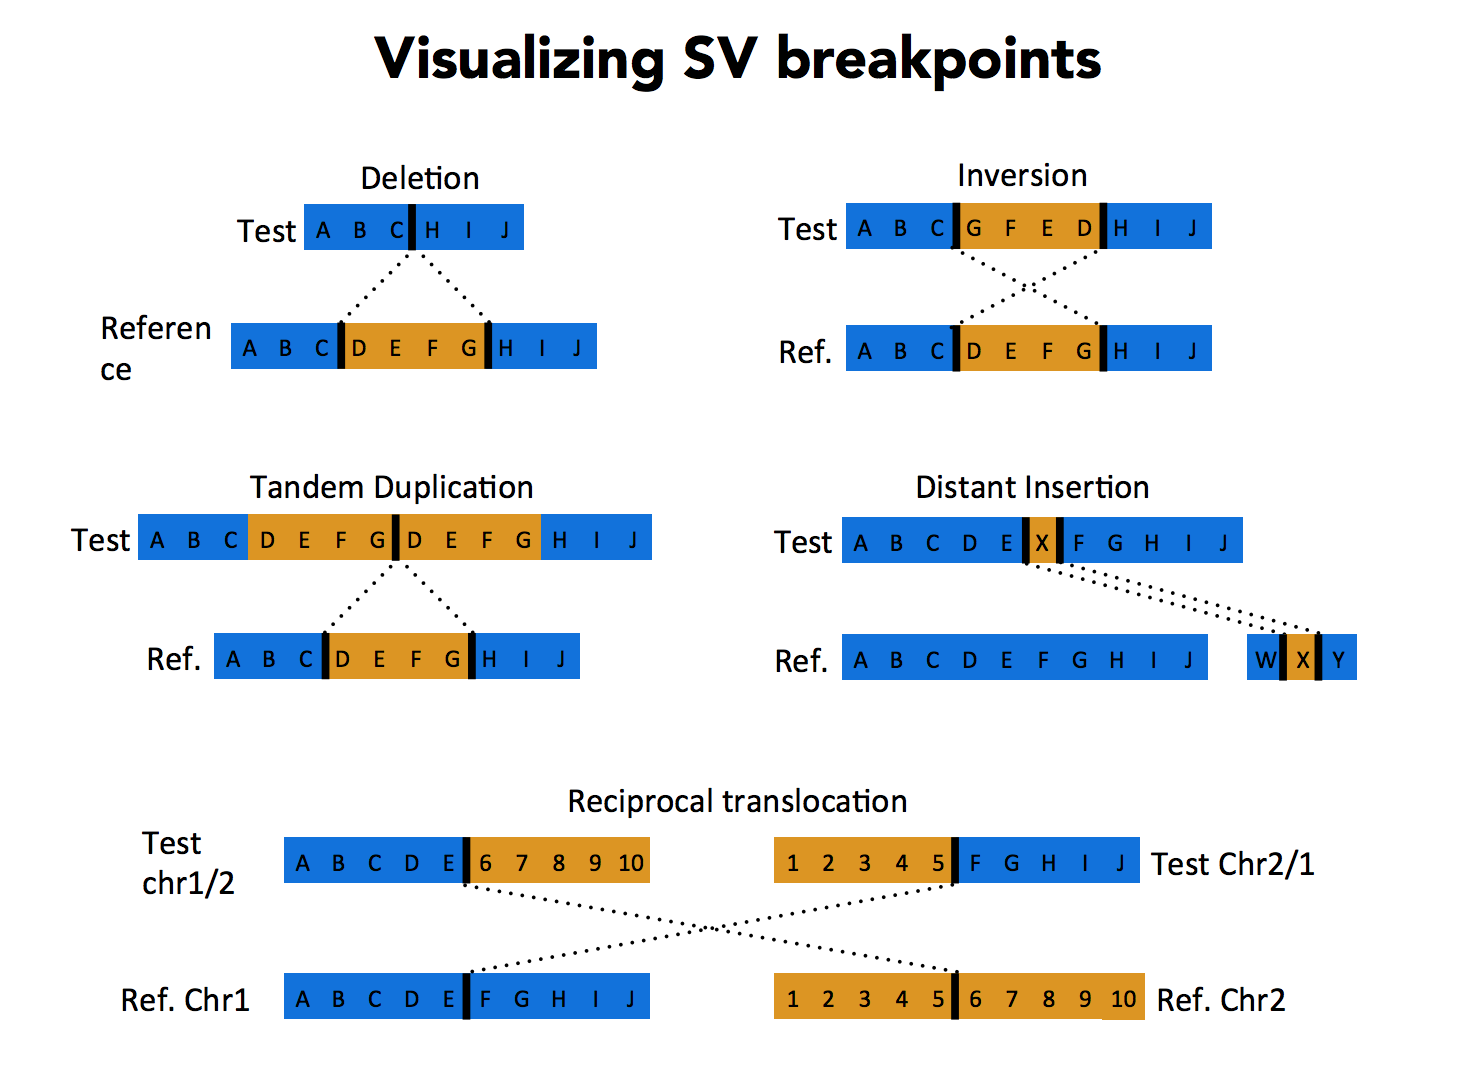 Visualizing SV breakpoints
Deletion
Test A B C H I J
Referen
ce
A B C D E F G H I J
Inversion
Test A B C G F E D H I J
Ref. A B C D E F G H I J
Tandem Duplication
Test A B C D E F G D E F G H I J
Ref. A B C D E F G H I J
Distant Insertion
Test A B C D E X F G H I J
Ref. A B C D E F G H I J W X Y
Reciprocal translocation
Test
chr1/2
A B C D E 6 7 8 9 10
1 2 3 4 5 F G H I J Test Chr2/1
Ref. Chr1 A B C D E F G H I J
1 2 3 4 5 6 7 8 9 10 Ref. Chr2